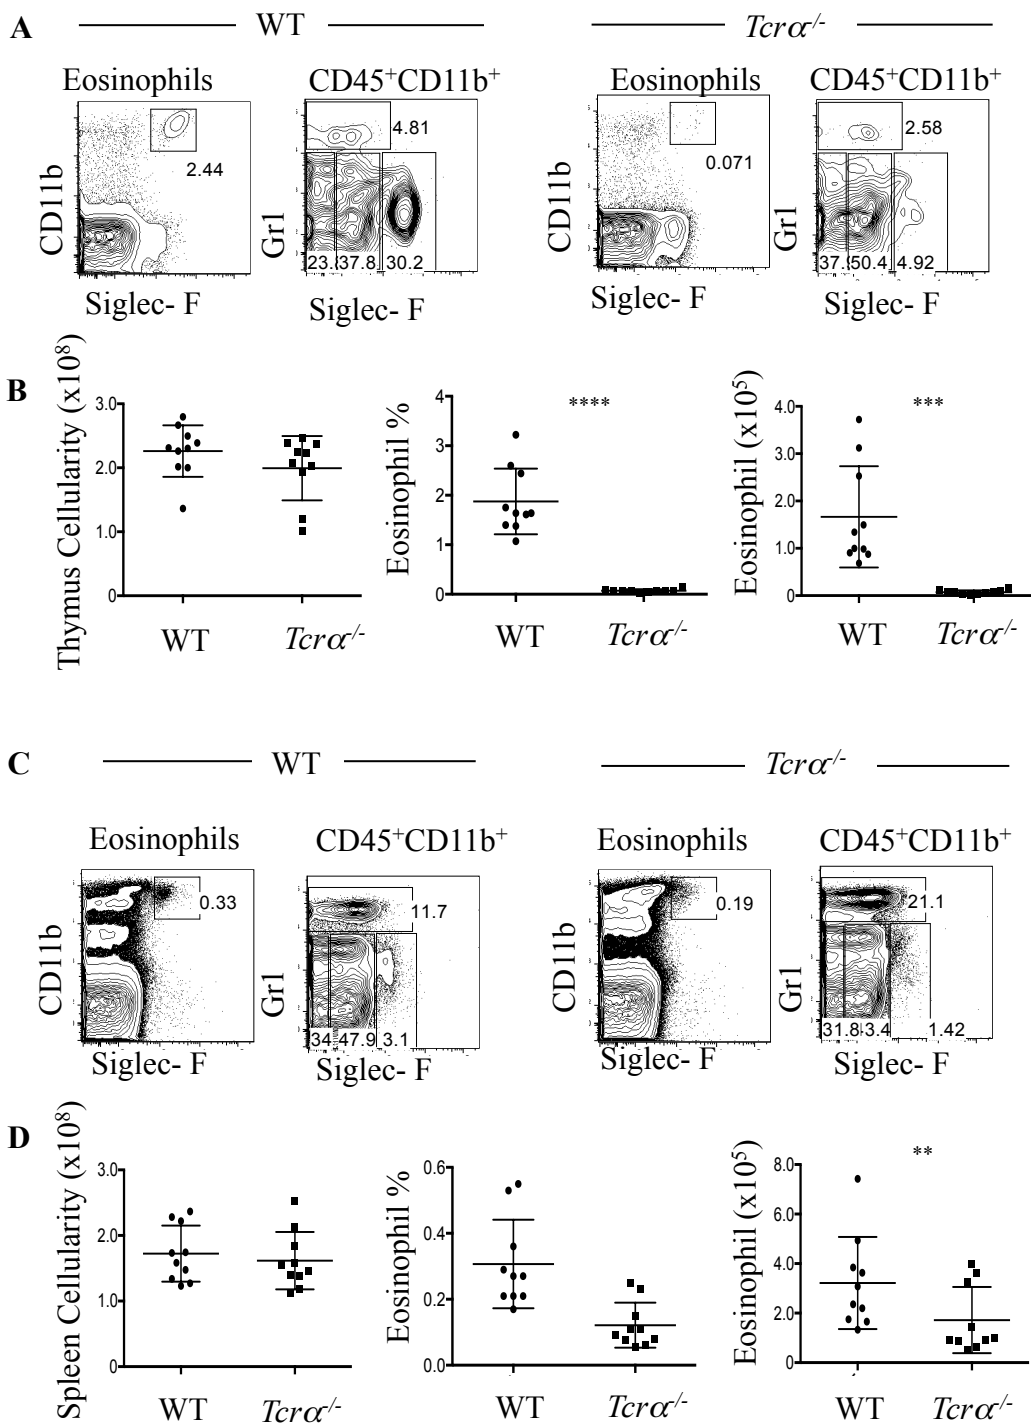 A
WT
Tcrα-/-
Eosinophils
CD45+CD11b+
Eosinophils
CD45+CD11b+
CD11b
2.44
Siglec- F
Gr1
4.81
23. 37.8 30.2
Siglec- F
CD11b
0.071
Siglec- F
Gr1
2.58
37.9 50.4 4.92
Siglec- F
B
Thymus Cellularity (x10⁸)
3.0
2.0
1.0
0
WT
Tcrα-/-
Eosinophil %
4
3
2
1
0
****
WT
Tcrα-/-
Eosinophil (x10⁵)
4.0
2.0
1.0
0
***
WT
Tcrα-/-
C
WT
Tcrα-/-
Eosinophils
CD45+CD11b+
Eosinophils
CD45+CD11b+
CD11b
0.33
Siglec- F
Gr1
11.7
34 47.9 3.1
Siglec- F
CD11b
0.19
Siglec- F
Gr1
21.1
31.8 3.4 1.42
Siglec- F
D
Spleen Cellularity (x10⁸)
3.0
2.0
1.0
0
WT
Tcrα-/-
Eosinophil %
0.6
0.4
0.2
0.0
WT
Tcrα-/-
Eosinophil (x10⁵)
8.0
6.0
4.0
2.0
0
**
WT
Tcrα-/-